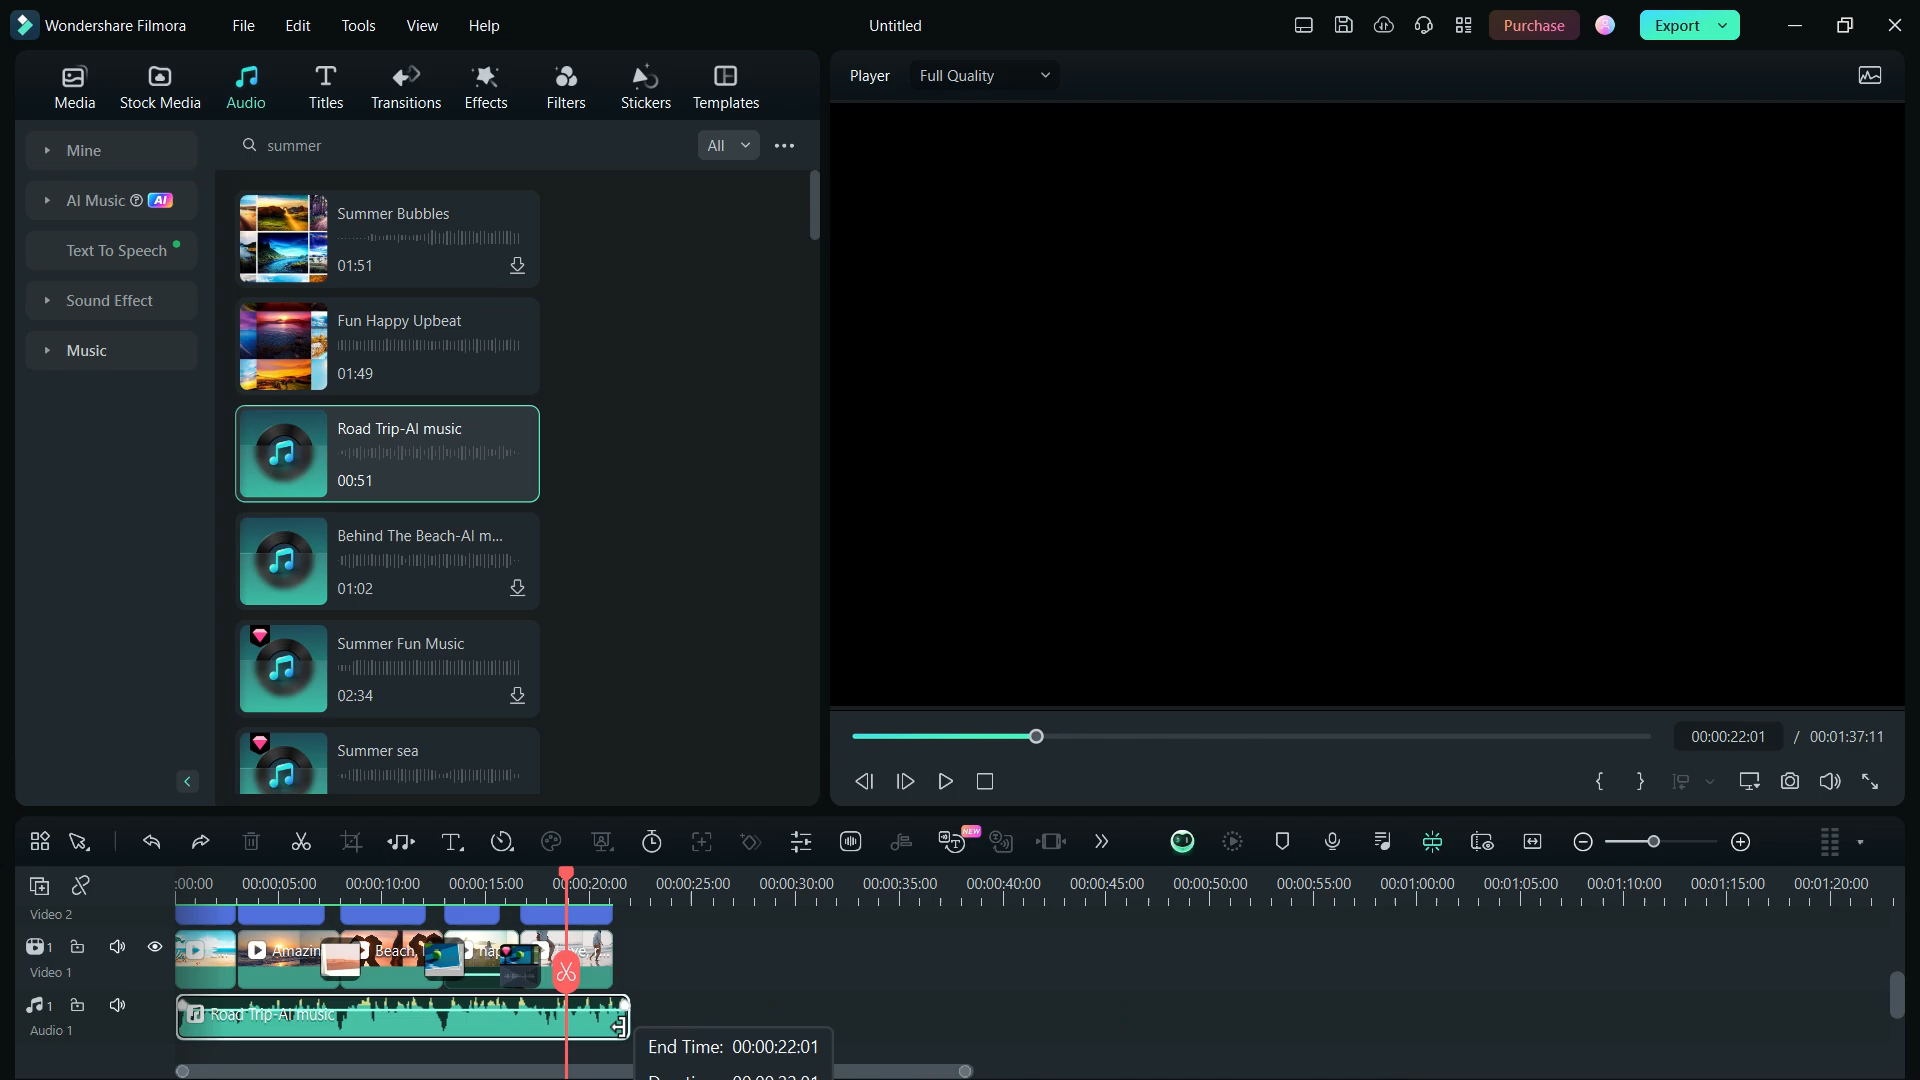 Wondershare Filmora
File
Edit
Tools
View
Help
Untitled
Purchase
Export
Media
Stock Media
Audio
Titles
Transitions
Effects
Filters
Stickers
Templates
Player
Full Quality
Mine
AI Music
AI
Text To Speech
Sound Effect
Music
summer
All
Summer Bubbles
01:51
Fun Happy Upbeat
01:49
Road Trip-AI music
00:51
Behind The Beach-AI m...
01:02
Summer Fun Music
02:34
Summer sea
00:00:22:01
/ 00:01:37:11
NEW
:00:00
00:00:05:00
00:00:10:00
00:00:15:00
00:00:20:00
00:00:25:00
00:00:30:00
00:00:35:00
00:00:40:00
00:00:45:00
00:00:50:00
00:00:55:00
00:01:00:00
00:01:05:00
00:01:10:00
00:01:15:00
00:01:20:00
Video 2
1
Amazin
Beach,
Video 1
1
Road Trip-AI music
Audio 1
End Time: 00:00:22:01